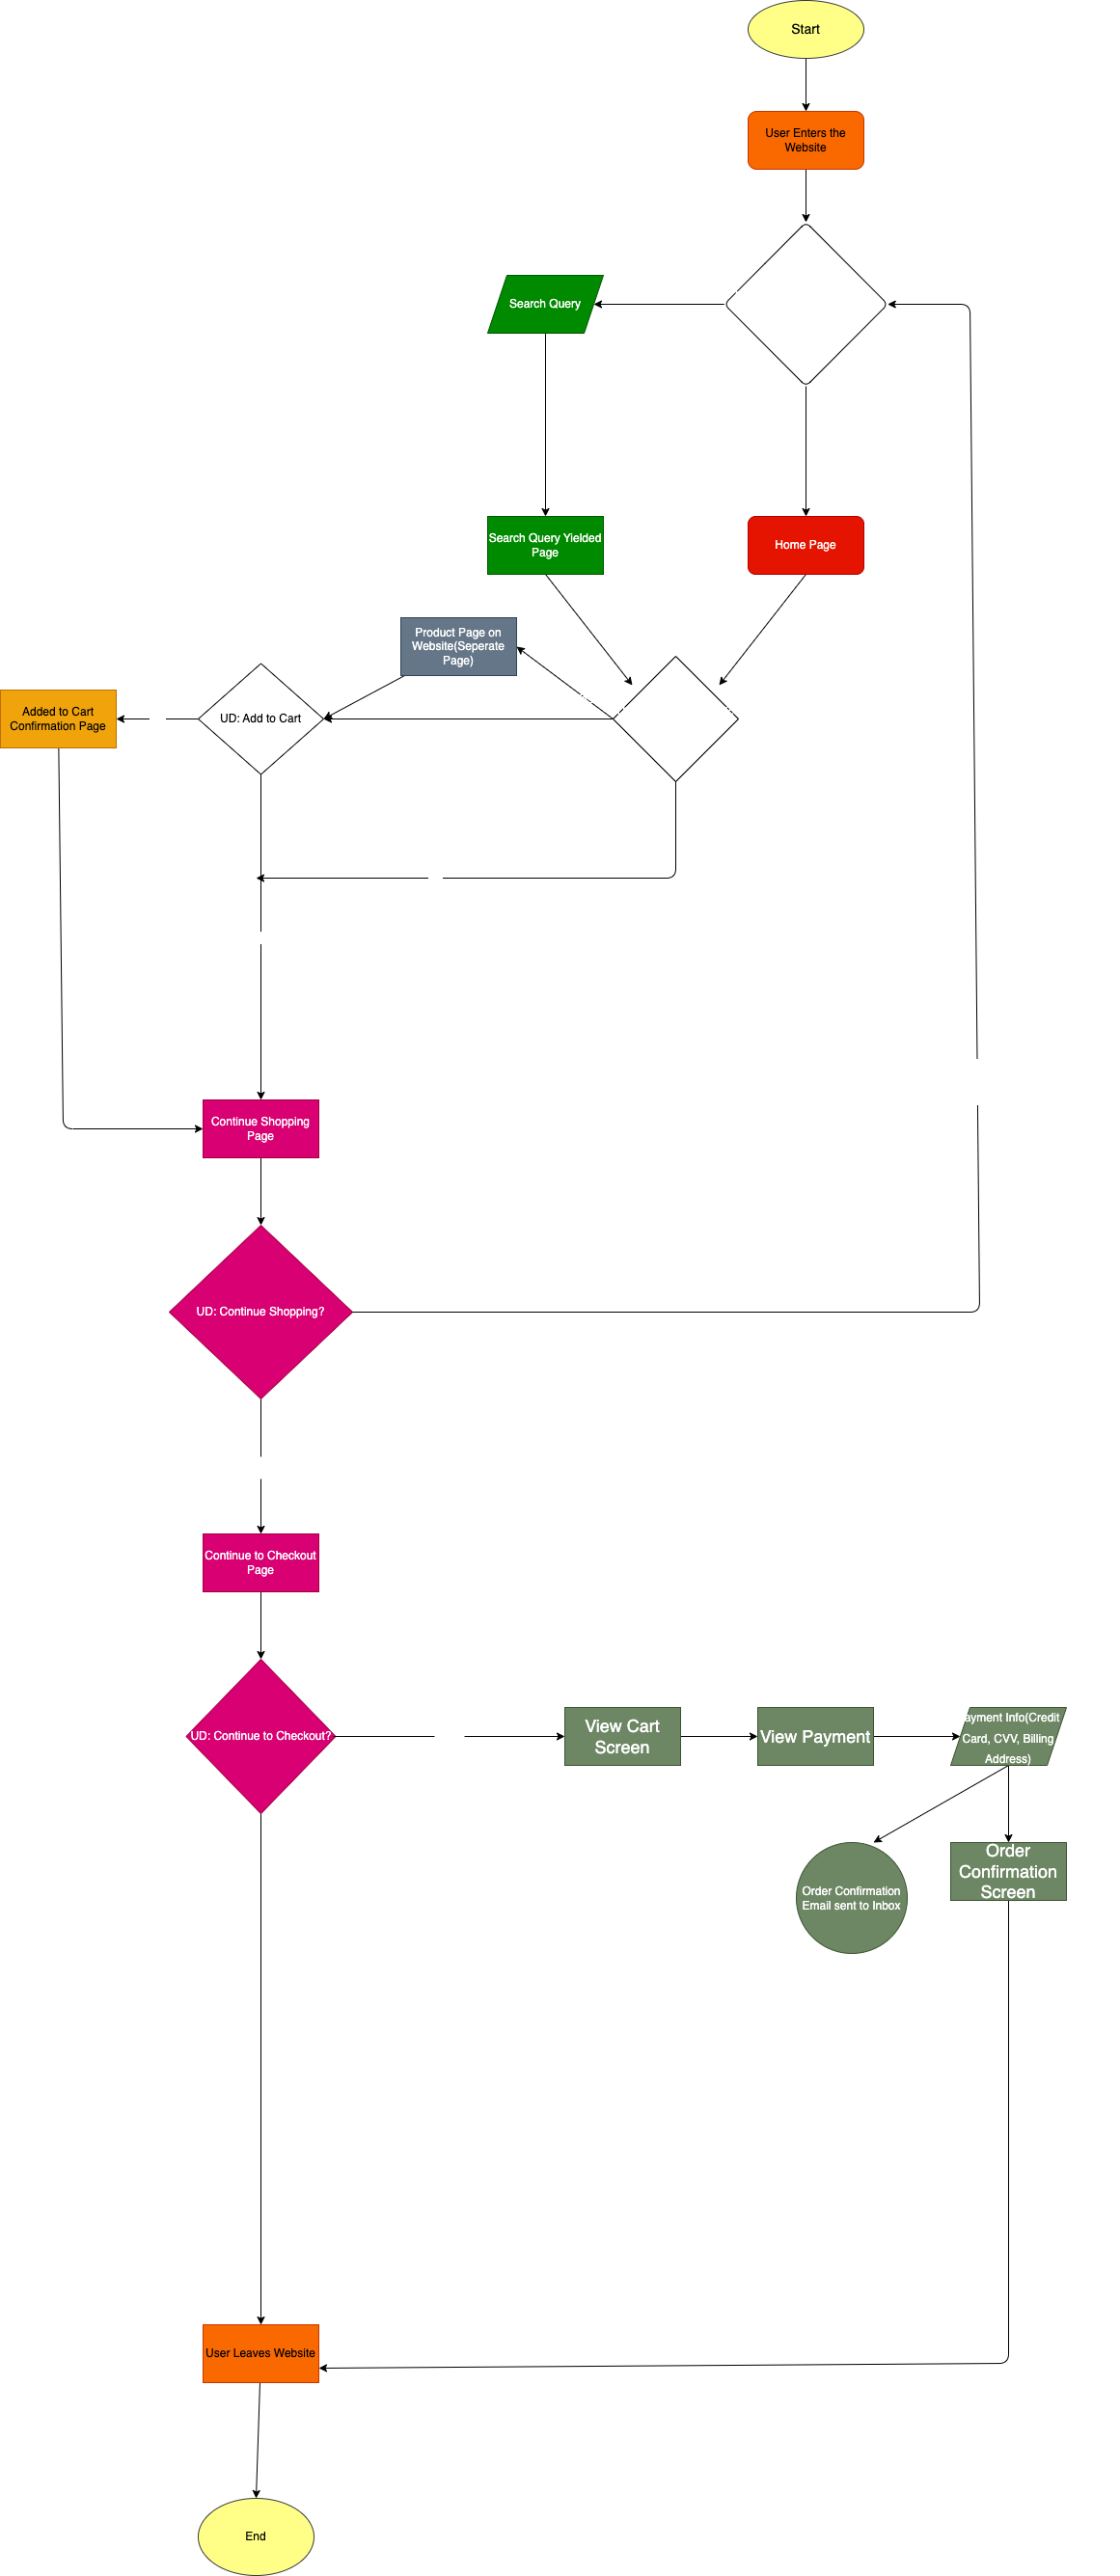 Start
User Enters the
Website
Search Query
Search Query Yielded
Page
Home Page
Product Page on
Website(Seperate
Page)
Added to Cart
Confirmation Page
UD: Add to Cart
Continue Shopping
Page
UD: Continue Shopping?
Continue to Checkout
Page
UD: Continue to Checkout?
View Cart
Screen
View Payment
ayment Info(Credit
Card, CVV, Billing
Address)
Order Confirmation
Email sent to Inbox
Order
Confirmation
Screen
User Leaves Website
End